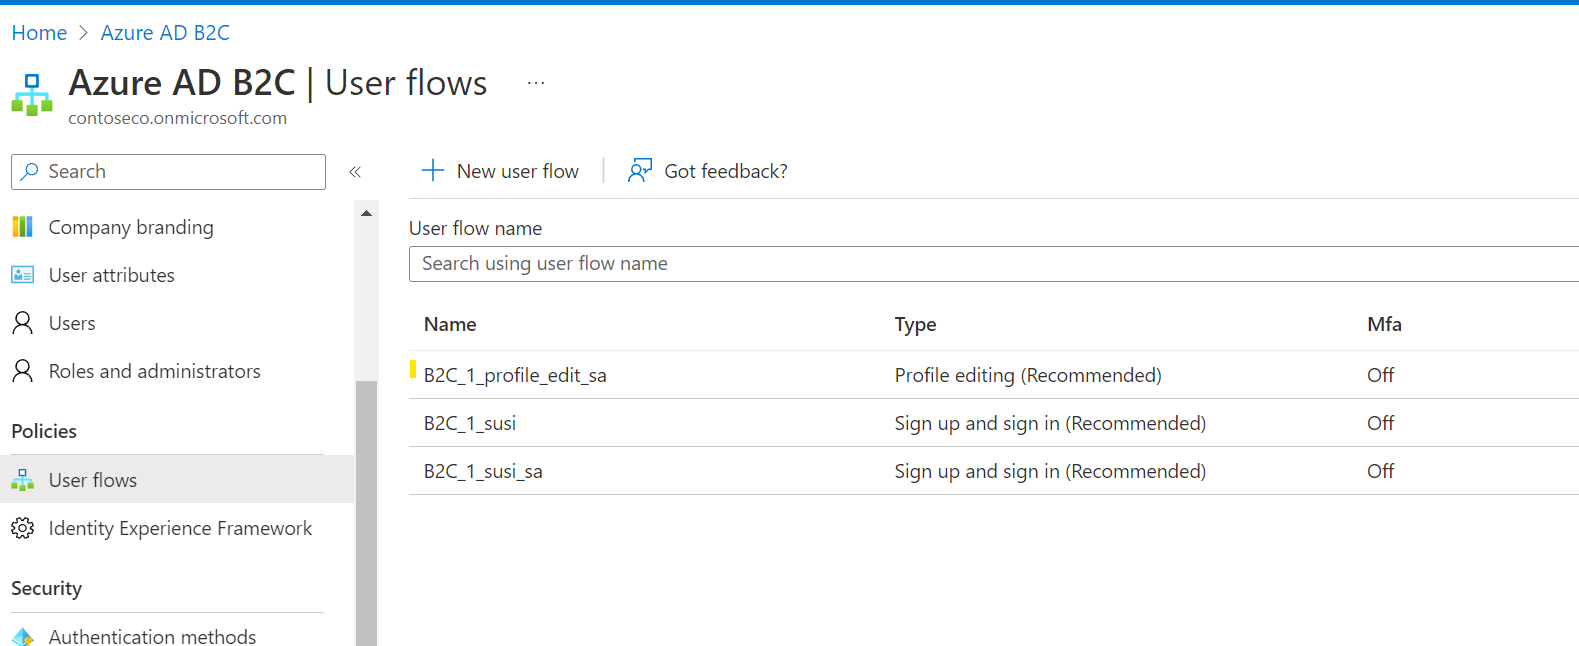 Home > Azure AD B2C
Azure AD B2C | User flows ...
contoseco.onmicrosoft.com
Search «
Company branding
User attributes
Users
Roles and administrators
Policies
User flows
Identity Experience Framework
Security
Authentication methods
+ New user flow | Got feedback?
User flow name
Search using user flow name
Name Type Mfa
B2C_1_profile_edit_sa Profile editing (Recommended) Off
B2C_1_susi Sign up and sign in (Recommended) Off
B2C_1_susi_sa Sign up and sign in (Recommended) Off